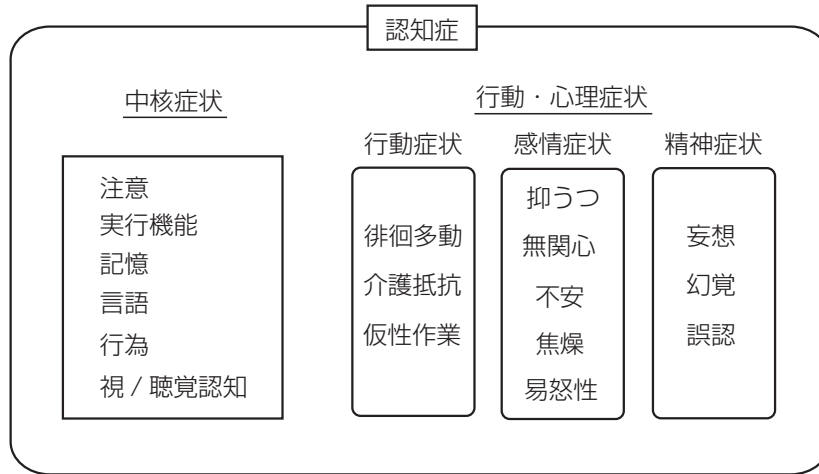 認知症
中核症状
注意
実行機能
記憶
言語
行為
視 / 聴覚認知
行動・心理症状
行動症状
徘徊多動
介護抵抗
仮性作業
感情症状
抑うつ
無関心
不安
焦燥
易怒性
精神症状
妄想
幻覚
誤認